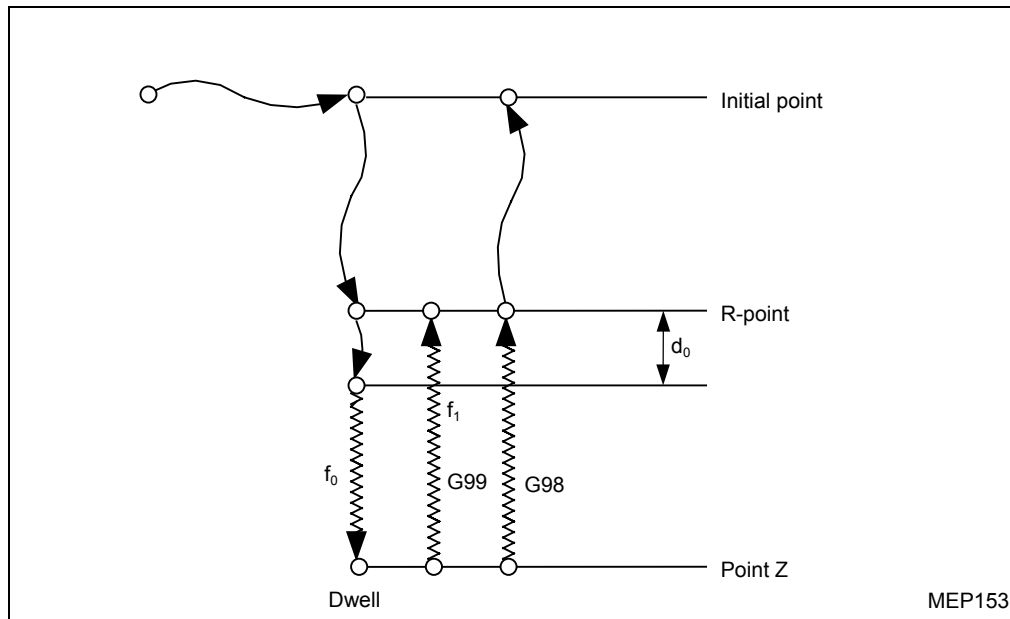 Initial point
R-point
d0
f1
f0
G99
G98
Point Z
Dwell
MEP153